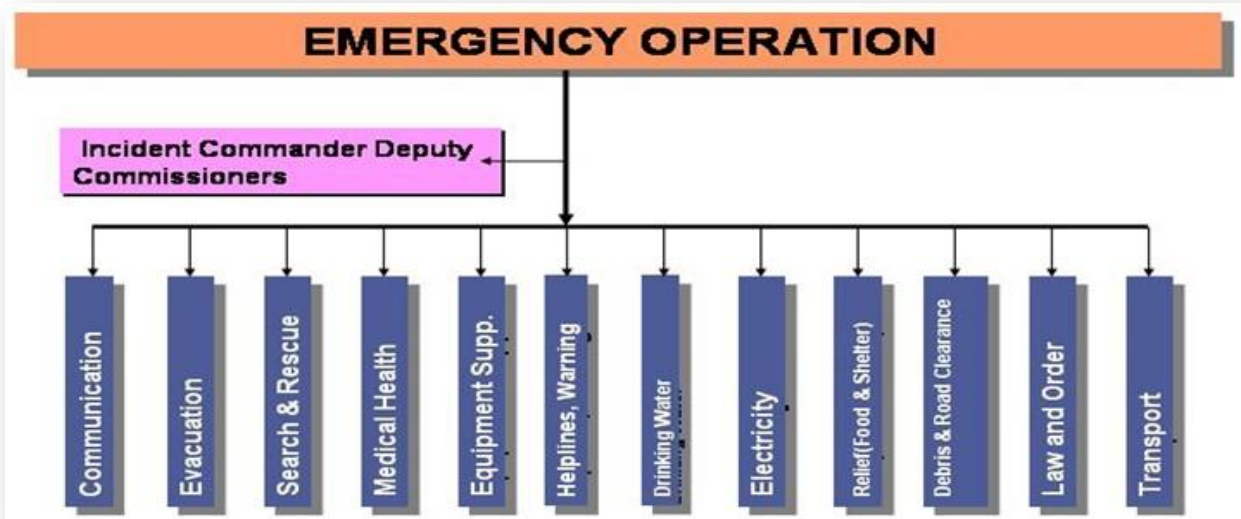 EMERGENCY OPERATION
Incident Commander Deputy
Commissioners
Communication
Evacuation
Search & Rescue
Medical Health
Equipment Supp.
Helplines, Warning
Drinking Water
Electricity
Relief(Food & Shelter)
Debris & Road Clearance
Law and Order
Transport